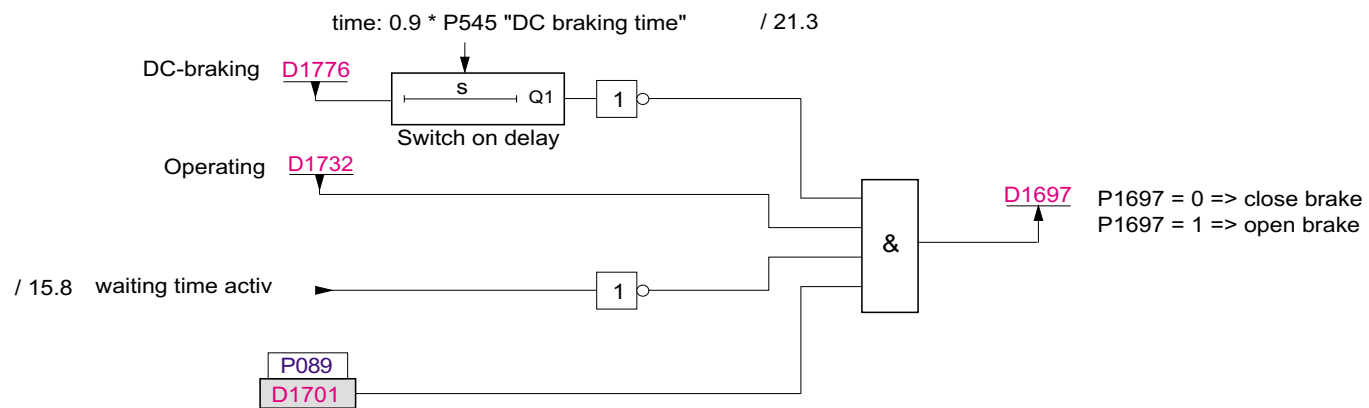 time: 0.9 * P545 "DC braking time" / 21.3
DC-braking D1776
s Q1 1
Switch on delay
Operating D1732
D1697 P1697 = 0 => close brake
P1697 = 1 => open brake
&
/ 15.8 waiting time activ 1
P089
D1701